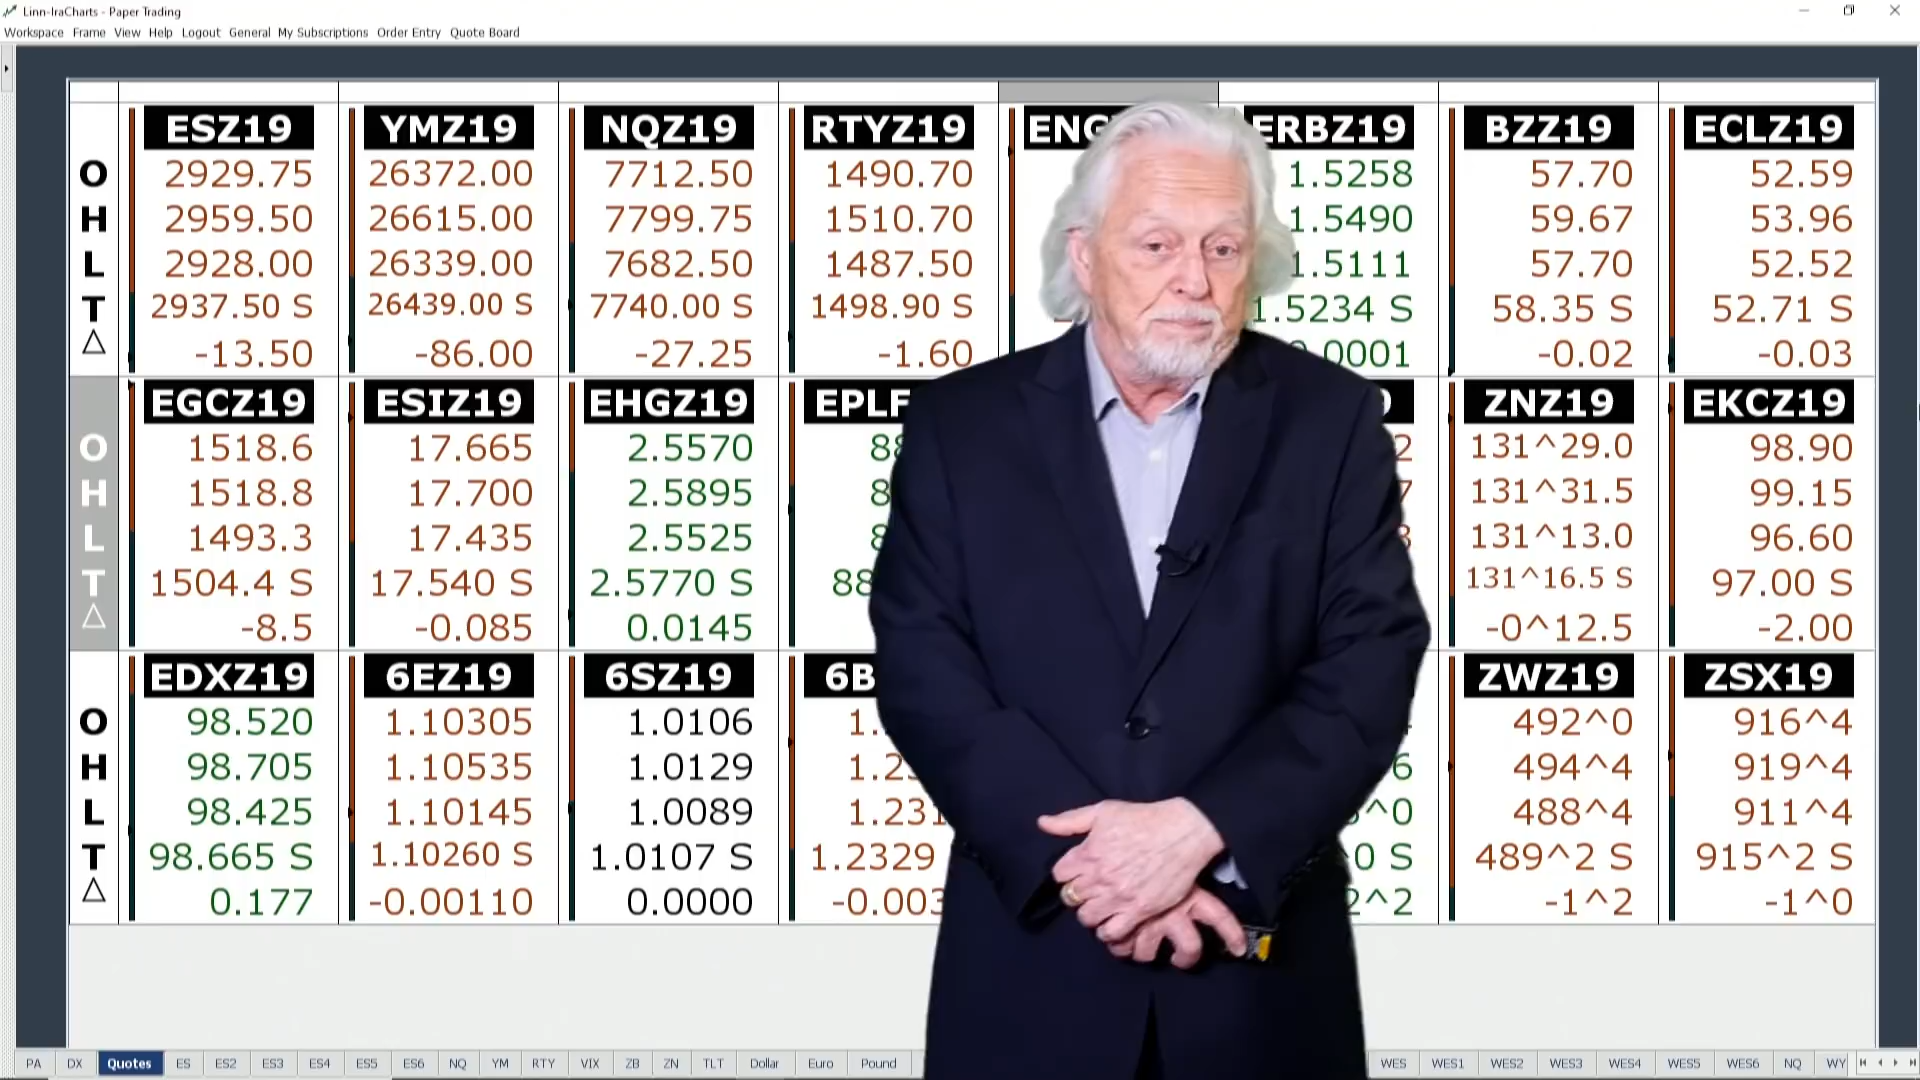 Linn-IraCharts - Paper Trading
Workspace Frame View Help Logout General My Subscriptions Order Entry Quote Board
ESZ19 YMZ19 NQZ19 RTYZ19 ERBZ19 BZZ19 ECLZ19
O 2929.75 26372.00 7712.50 1490.70 1.5258 57.70 52.59
H 2959.50 26615.00 7799.75 1510.70 1.5490 59.67 53.96
L 2928.00 26339.00 7682.50 1487.50 1.5111 57.70 52.52
T 2937.50 S 26439.00 S 7740.00 S 1498.90 S 1.5234 S 58.35 S 52.71 S
△ -13.50 -86.00 -27.25 -1.60 -0.02 -0.03
EGCZ19 ESIZ19 EHGZ19 ZNZ19 EKCZ19
O 1518.6 17.665 2.5570 131^29.0 98.90
H 1518.8 17.700 2.5895 131^31.5 99.15
L 1493.3 17.435 2.5525 131^13.0 96.60
T 1504.4 S 17.540 S 2.5770 S 131^16.5 S 97.00 S
△ -8.5 -0.085 0.0145 -0^12.5 -2.00
EDXZ19 6EZ19 6SZ19 ZWZ19 ZSX19
O 98.520 1.10305 1.0106 492^0 916^4
H 98.705 1.10535 1.0129 494^4 919^4
L 98.425 1.10145 1.0089 488^4 911^4
T 98.665 S 1.10260 S 1.0107 S 1.2329 489^2 S 915^2 S
△ 0.177 -0.00110 0.0000 -1^2 -1^0
PA DX Quotes ES ES2 ES3 ES4 ES5 ES6 NQ YM RTY VIX ZB ZN TLT Dollar Euro Pound WES WES1 WES2 WES3 WES4 WES5 WES6 NQ WY